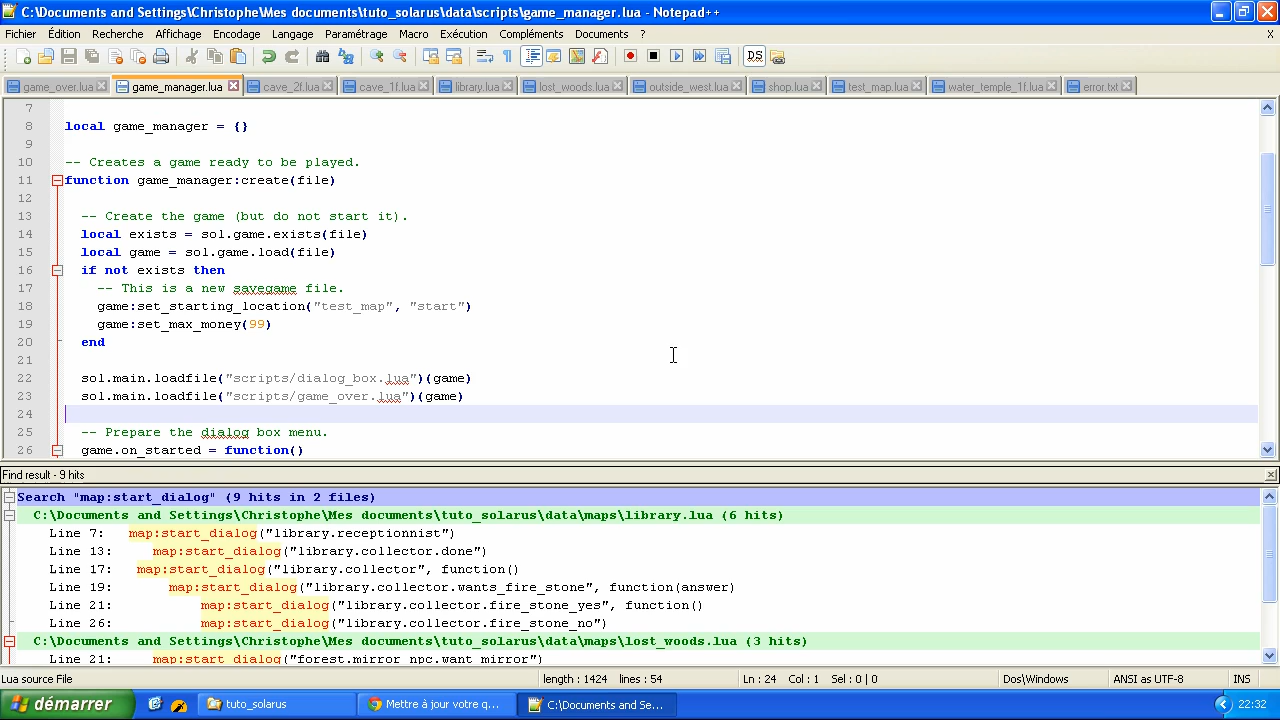 C:\Documents and Settings\Christophe\Mes documents\tuto_solarus\data\scripts\game_manager.lua - Notepad++
Fichier Édition Recherche Affichage Encodage Langage Paramétrage Macro Exécution Compléments Documents ? X
game_over.lua game_manager.lua cave_2f.lua cave_1f.lua library.lua lost_woods.lua outside_west.lua shop.lua test_map.lua water_temple_1f.lua error.txt
7
8 local game_manager = {}
9
10 -- Creates a game ready to be played.
11 function game_manager:create(file)
12
13 -- Create the game (but do not start it).
14 local exists = sol.game.exists(file)
15 local game = sol.game.load(file)
16 if not exists then
17 -- This is a new savegame file.
18 game:set_starting_location("test_map", "start")
19 game:set_max_money(99)
20 end
21
22 sol.main.loadfile("scripts/dialog_box.lua")(game)
23 sol.main.loadfile("scripts/game_over.lua")(game)
24
25 -- Prepare the dialog box menu.
26 game.on_started = function()
Find result - 9 hits
Search "map:start_dialog" (9 hits in 2 files)
C:\Documents and Settings\Christophe\Mes documents\tuto_solarus\data\maps\library.lua (6 hits)
Line 7: map:start_dialog("library.receptionnist")
Line 13: map:start_dialog("library.collector.done")
Line 17: map:start_dialog("library.collector", function()
Line 19: map:start_dialog("library.collector.wants_fire_stone", function(answer)
Line 21: map:start_dialog("library.collector.fire_stone_yes", function()
Line 26: map:start_dialog("library.collector.fire_stone_no")
C:\Documents and Settings\Christophe\Mes documents\tuto_solarus\data\maps\lost_woods.lua (3 hits)
Line 21: map:start_dialog("forest.mirror_npc.want_mirror")
Lua source File length : 1424 lines : 54 Ln : 24 Col : 1 Sel : 0 | 0 Dos\Windows ANSI as UTF-8 INS
démarrer tuto_solarus Mettre à jour votre q... C:\Documents and Se... 22:32